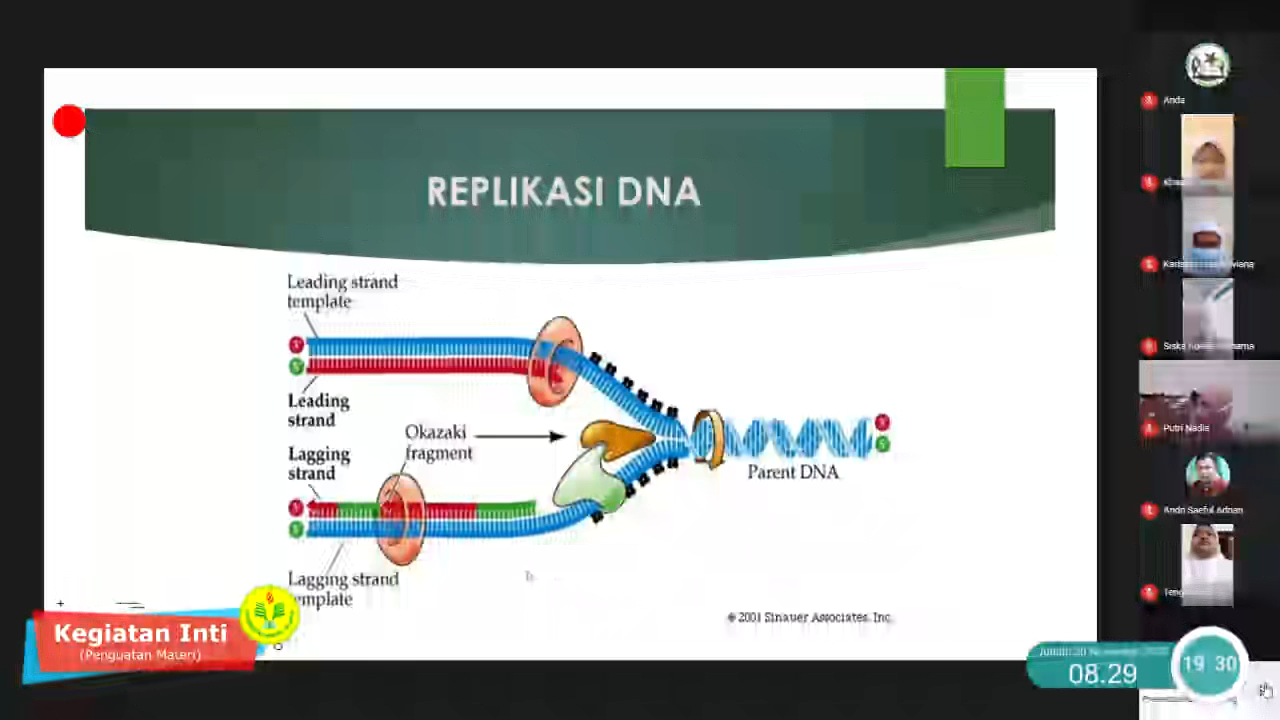 REPLIKASI DNA
Leading strand
template
Leading
strand
Okazaki
fragment
Lagging
strand
Parent DNA
Lagging strand
template
© 2001 Sinauer Associates, Inc.
Kegiatan Inti
(Penguatan Materi)
Anda
Putri Nadia
Andri Saeful Adnan
08.29
19 30